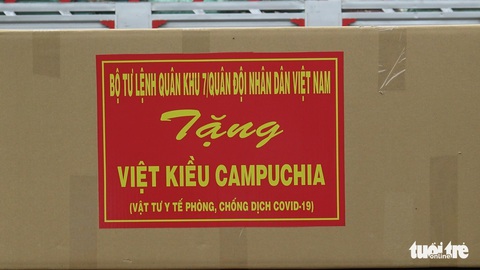 BỘ TƯ LỆNH QUÂN KHU 7/QUÂN ĐỘI NHÂN DÂN VIỆT NAM
Tặng
VIỆT KIỀU CAMPUCHIA
(VẬT TƯ Y TẾ PHÒNG, CHỐNG DỊCH COVID-19)
tuổi trẻ
online